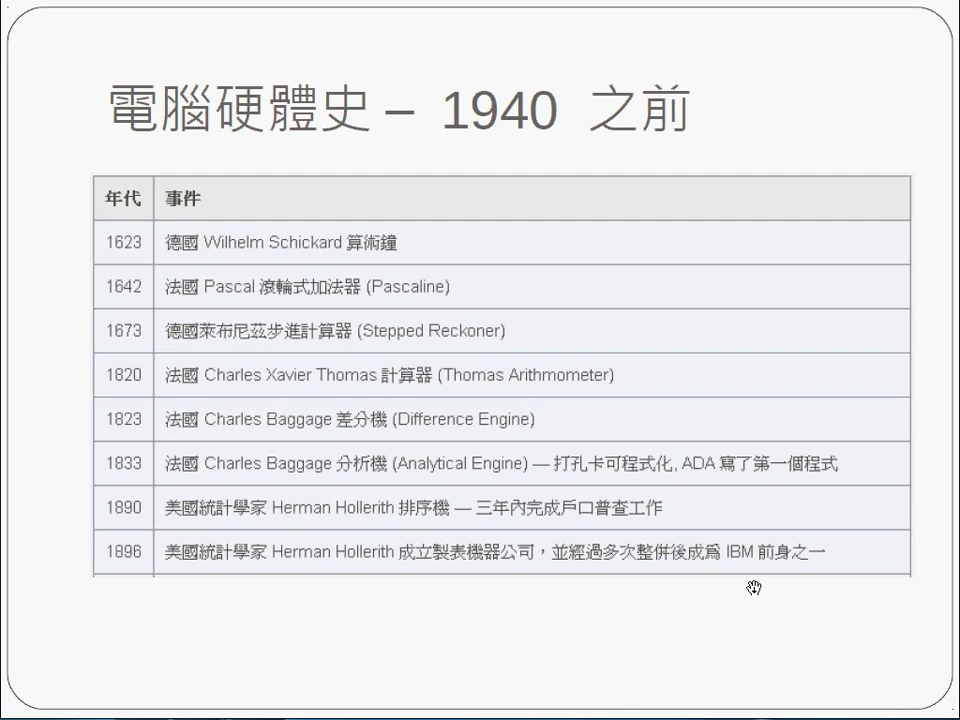 電腦硬體史 – 1940 之前
年代 事件
1623 德國 Wilhelm Schickard 算術鐘
1642 法國 Pascal 滾輪式加法器 (Pascaline)
1673 德國萊布尼茲步進計算器 (Stepped Reckoner)
1820 法國 Charles Xavier Thomas 計算器 (Thomas Arithmometer)
1823 法國 Charles Baggage 差分機 (Difference Engine)
1833 法國 Charles Baggage 分析機 (Analytical Engine) — 打孔卡可程式化, ADA 寫了第一個程式
1890 美國統計學家 Herman Hollerith 排序機 — 三年內完成戶口普查工作
1896 美國統計學家 Herman Hollerith 成立製表機器公司，並經過多次整併後成為 IBM 前身之一